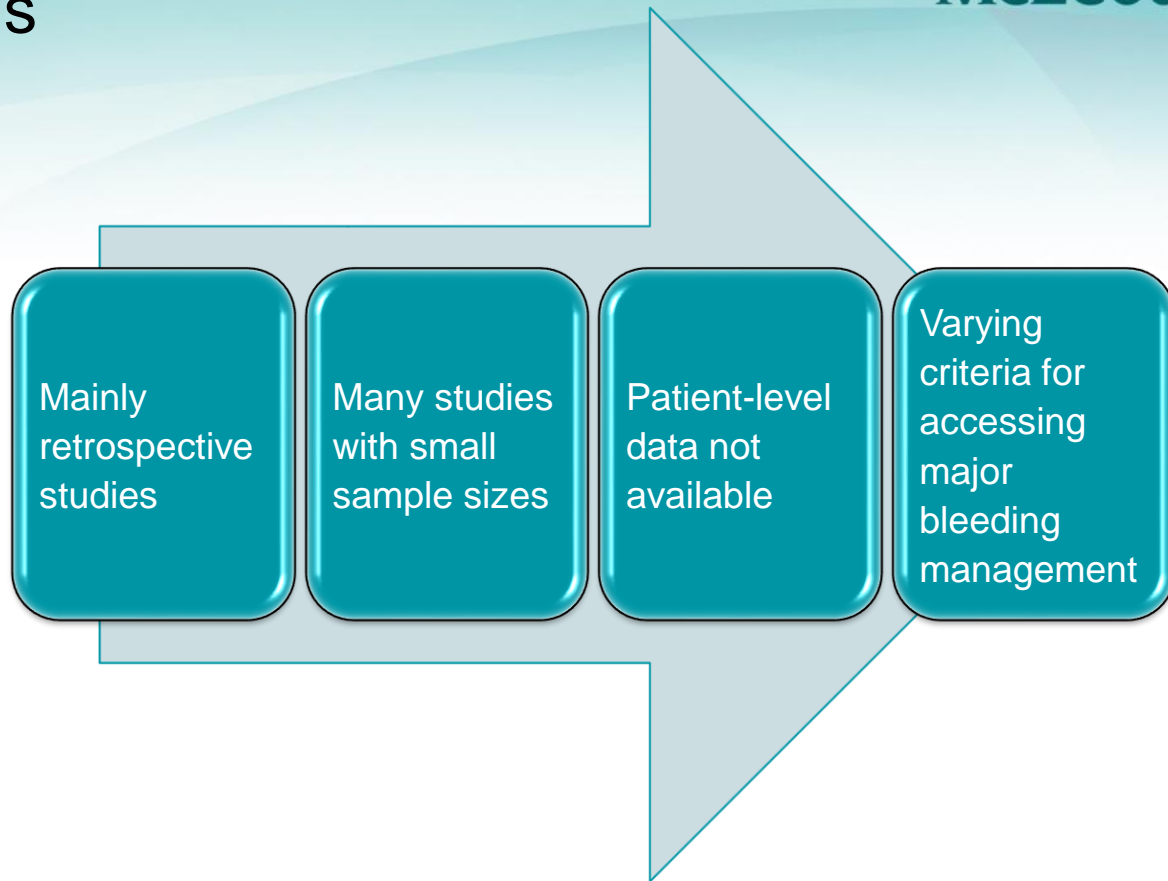 s
Mainly
retrospective
studies
Many studies
with small
sample sizes
Patient-level
data not
available
Varying
criteria for
accessing
major
bleeding
management